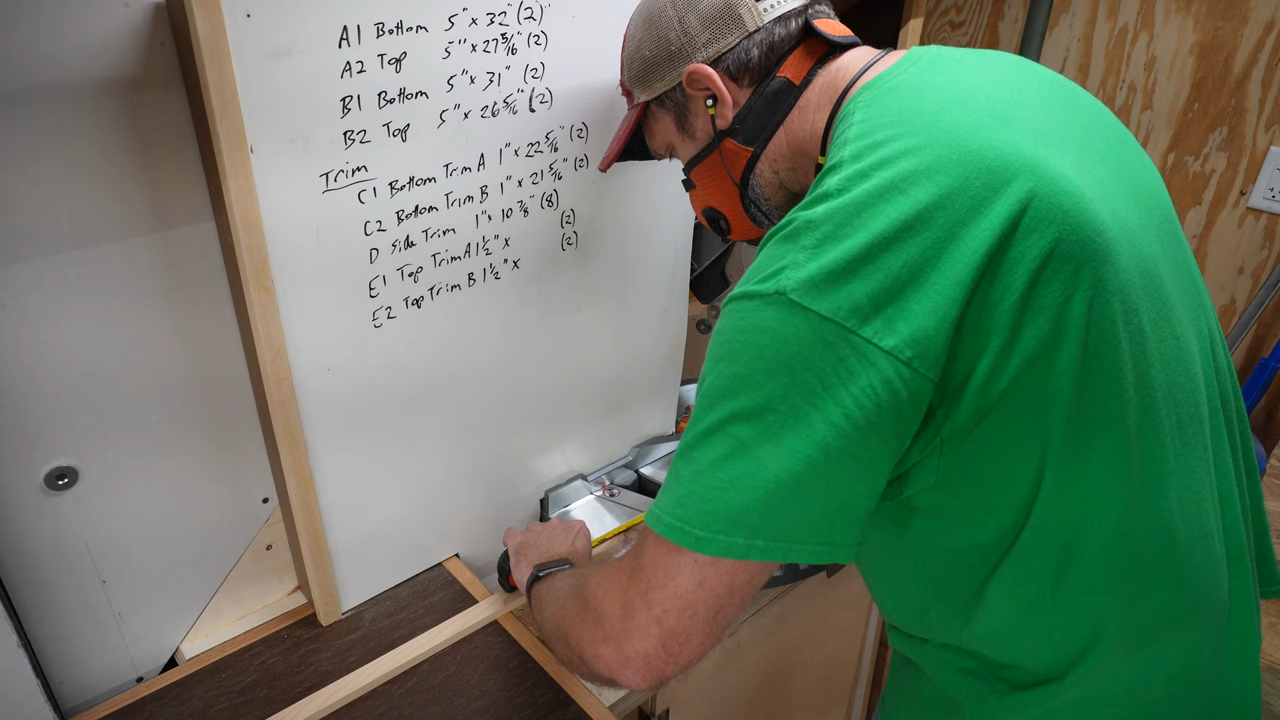 A1 Bottom 5" x 32" (2)
A2 Top 5" x 27 5/16" (2)
B1 Bottom 5" x 31" (2)
B2 Top 5" x 26 5/16" (2)
Trim
C1 Bottom Trim A 1" x 22 5/16" (2)
C2 Bottom Trim B 1" x 21 5/16" (2)
D Side Trim 1" x 10 7/8" (8)
E1 Top Trim A 1 1/2" x (2)
E2 Top Trim B 1 1/2" x (2)